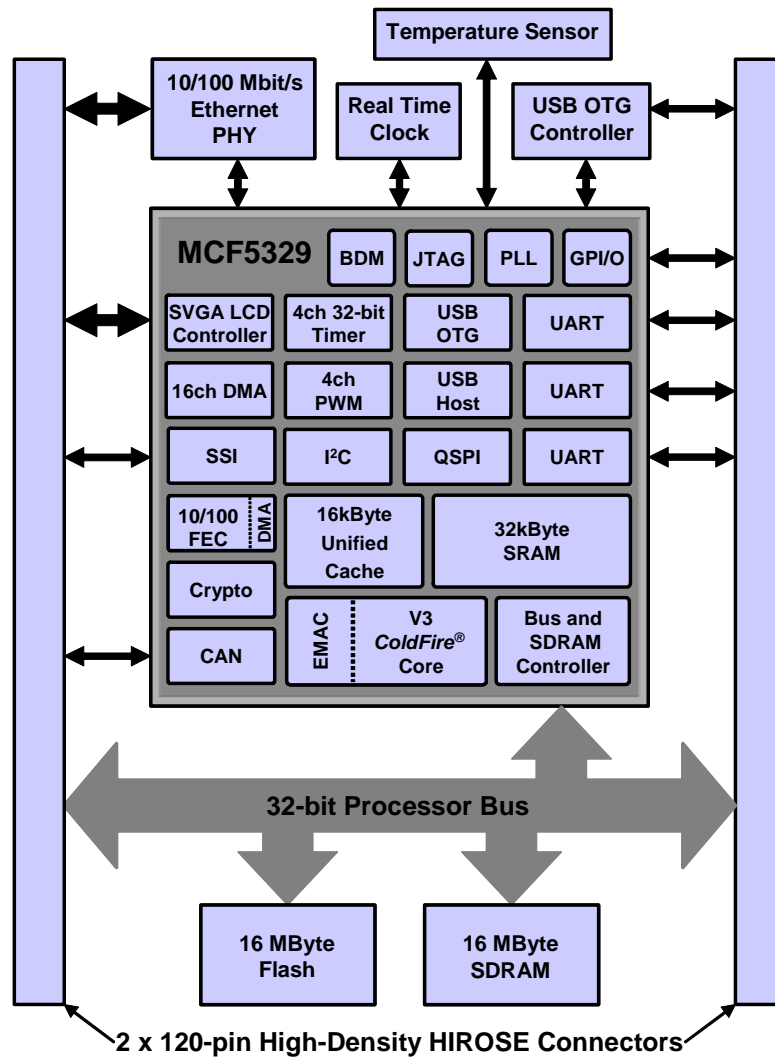 Temperature Sensor
10/100 Mbit/s
Ethernet
PHY
Real Time
Clock
USB OTG
Controller
MCF5329
BDM
JTAG
PLL
GPI/O
SVGA LCD
Controller
4ch 32-bit
Timer
USB
OTG
UART
16ch DMA
4ch
PWM
USB
Host
UART
SSI
I²C
QSPI
UART
10/100
FEC
DMA
16kByte
Unified
Cache
32kByte
SRAM
Crypto
CAN
EMAC
V3
ColdFire®
Core
Bus and
SDRAM
Controller
32-bit Processor Bus
16 MByte
Flash
16 MByte
SDRAM
2 x 120-pin High-Density HIROSE Connectors